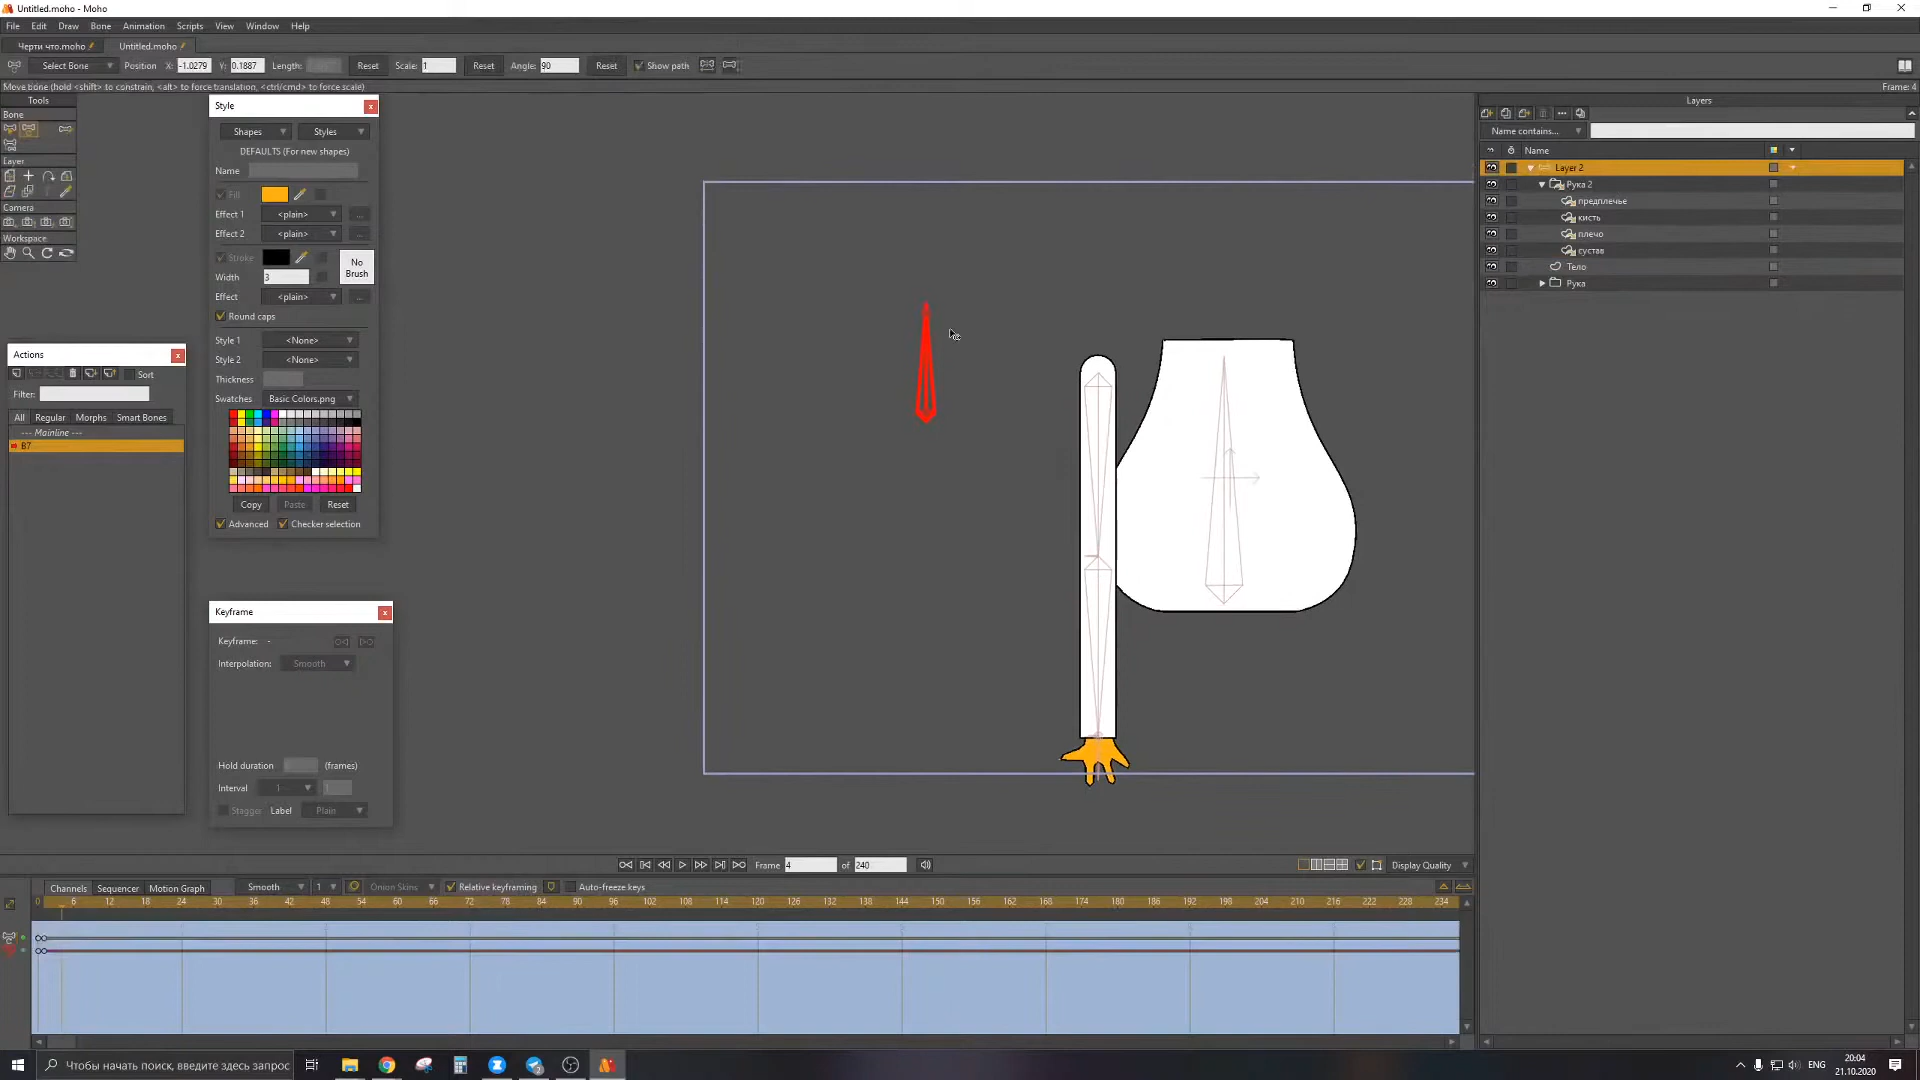 Untitled.moho - Moho
File Edit Draw Bone Animation Scripts View Window Help
Черти что.moho Untitled.moho
Select Bone Position X: -1.0279 Y: 0.1887 Length: Reset Scale: 1 Reset Angle: 90 Reset Show path
Move bone (hold <shift> to constrain, <alt> to force translation, <ctrl/cmd> to force scale) Frame: 4
Tools
Bone
Layer
Camera
Workspace
Style
Shapes Styles
DEFAULTS (For new shapes)
Name
Fill
Effect 1 <plain> ...
Effect 2 <plain> ...
Stroke
No Brush
Width 3
Effect <plain> ...
Round caps
Style 1 <None>
Style 2 <None>
Thickness
Swatches Basic Colors.png
Copy Paste Reset
Advanced Checker selection
Actions
Sort
Filter:
All Regular Morphs Smart Bones
--- Mainline ---
B7
Keyframe
Keyframe: -
Interpolation: Smooth
Hold duration (frames)
Interval 1 1
Stagger Label Plain
Layers
Name contains...
Name
Layer 2
Рука 2
предплечье
кисть
плечо
сустав
Тело
Рука
Frame 4 of 240 Display Quality
Channels Sequencer Motion Graph Smooth 1 Onion Skins Relative keyframing Auto-freeze keys
0 6 12 18 24 30 36 42 48 54 60 66 72 78 84 90 96 102 108 114 120 126 132 138 144 150 156 162 168 174 180 186 192 198 204 210 216 222 228 234
Чтобы начать поиск, введите здесь запрос
ENG
20:04
21.10.2020